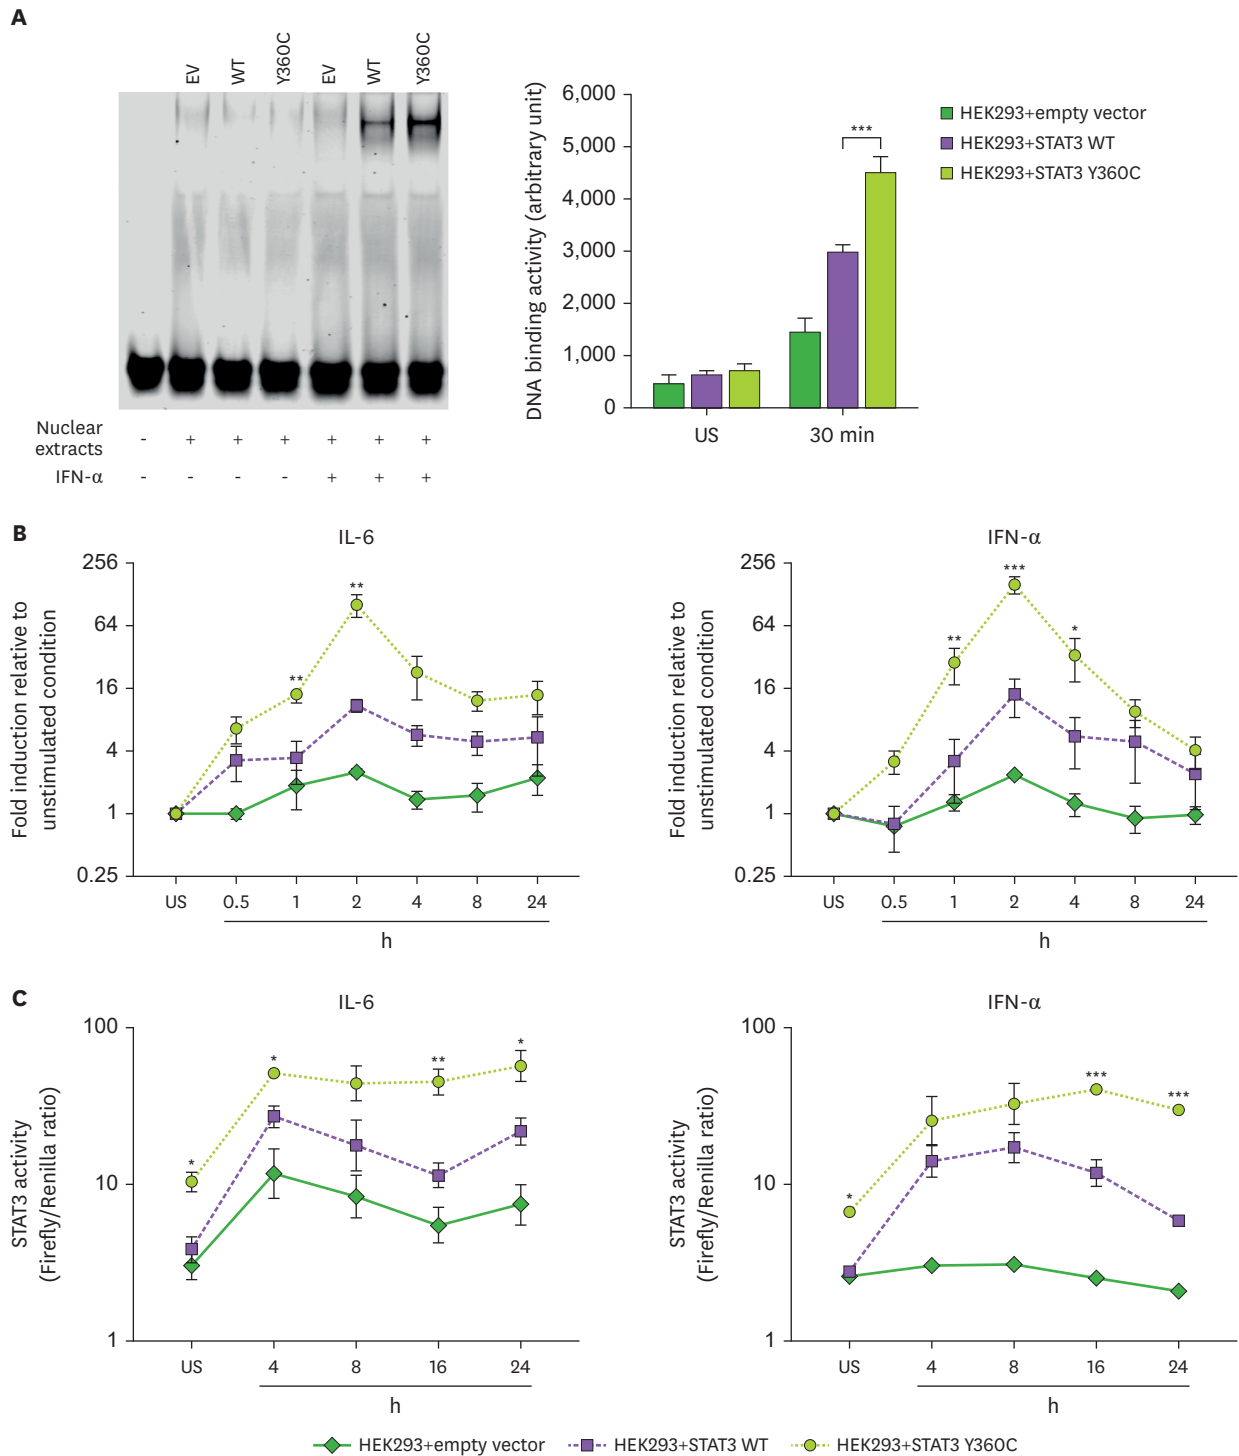 A
EV WT Y360C EV WT Y360C
Nuclear extracts - + + + + + +
IFN-α - - - - + + +
DNA binding activity (arbitrary unit)
6,000
5,000
4,000
3,000
2,000
1,000
0
***
US 30 min
HEK293+empty vector
HEK293+STAT3 WT
HEK293+STAT3 Y360C
B
IL-6
Fold induction relative to
unstimulated condition
256
64
16
4
1
0.25
** **
US 0.5 1 2 4 8 24
h
IFN-α
Fold induction relative to
unstimulated condition
256
64
16
4
1
0.25
** *** *
US 0.5 1 2 4 8 24
h
C
IL-6
STAT3 activity
(Firefly/Renilla ratio)
100
10
1
* * ** *
US 4 8 16 24
h
IFN-α
STAT3 activity
(Firefly/Renilla ratio)
100
10
1
* *** ***
US 4 8 16 24
h
HEK293+empty vector HEK293+STAT3 WT HEK293+STAT3 Y360C